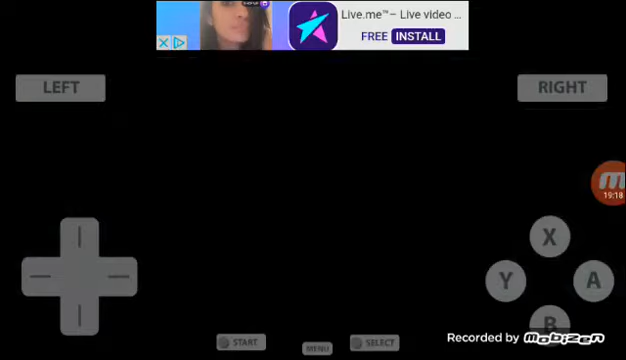 Live.me™– Live video ...
FREE INSTALL
LEFT
RIGHT
19:18
X
Y
A
B
START
MENU
SELECT
Recorded by mobizen